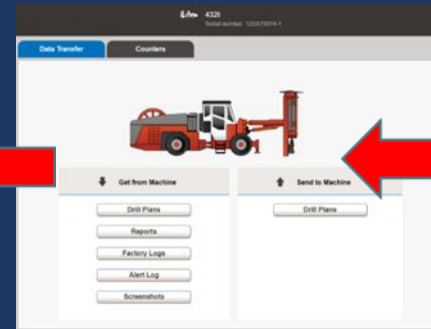 432i
Data Transfer
Counters
Get from Machine
Send to Machine
Drill Plans
Drill Plans
Reports
Factory Logs
Alert Log
Screenshots